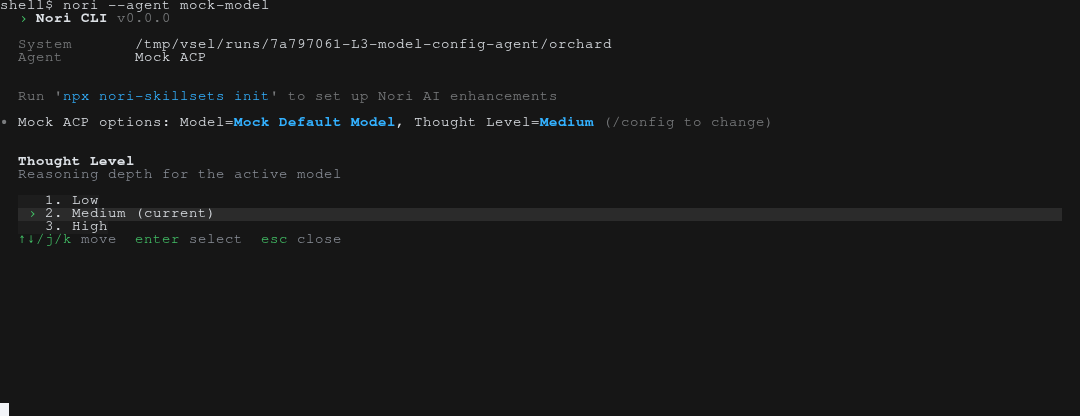 shell$ nori --agent mock-model
› Nori CLI v0.0.0
System /tmp/vsel/runs/7a797061-L3-model-config-agent/orchard
Agent Mock ACP
Run 'npx nori-skillsets init' to set up Nori AI enhancements
• Mock ACP options: Model=Mock Default Model, Thought Level=Medium (/config to change)
Thought Level
Reasoning depth for the active model
1. Low
› 2. Medium (current)
3. High
↑↓/j/k move enter select esc close